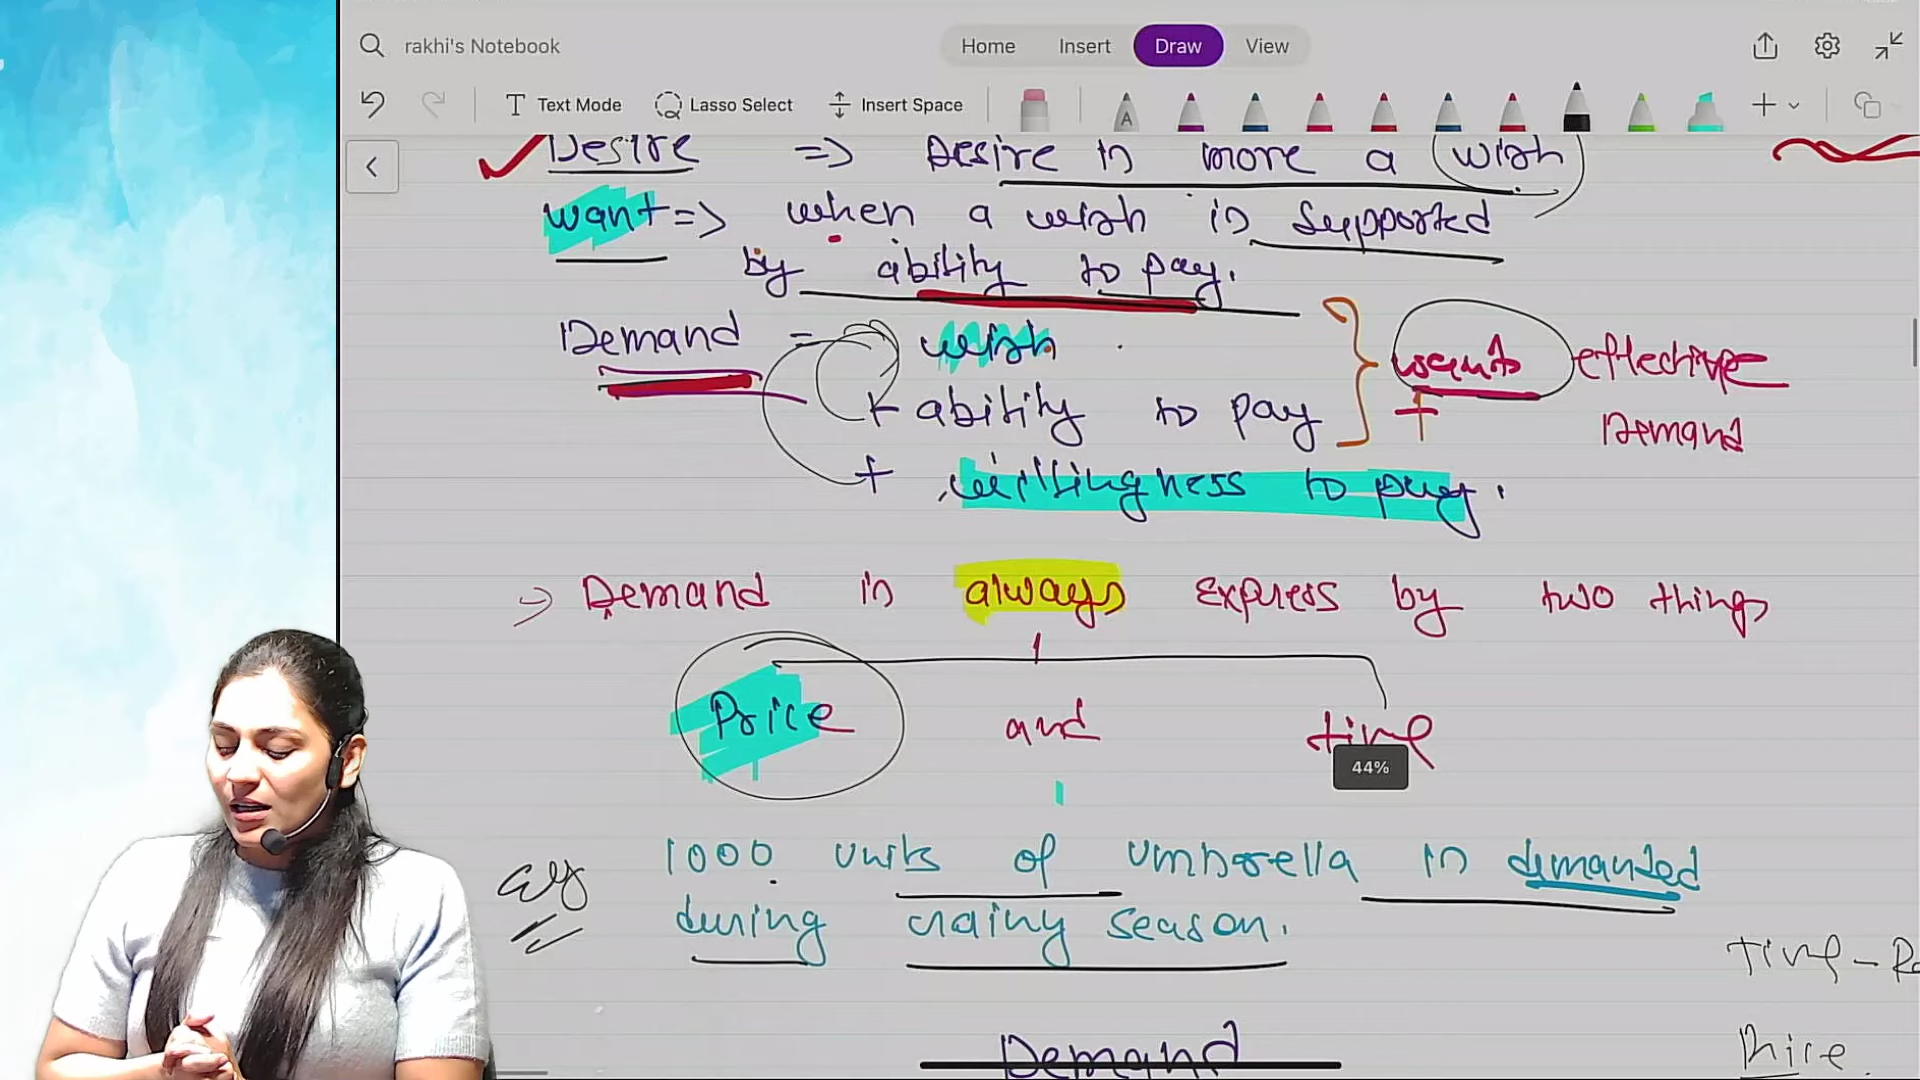 rakhi's Notebook Home Insert Draw View
Text Mode Lasso Select Insert Space A
Desire => Desire is more a wish
want => when a wish is supported
by ability to pay.
Demand = wish
+ ability to pay
+ willingness to pay.
wants effective
+ Demand
=> Demand is always express by two things
Price and time
44%
eg 1000 units of umbrella is demanded
during rainy season.
Time - Ra
Demand
Price